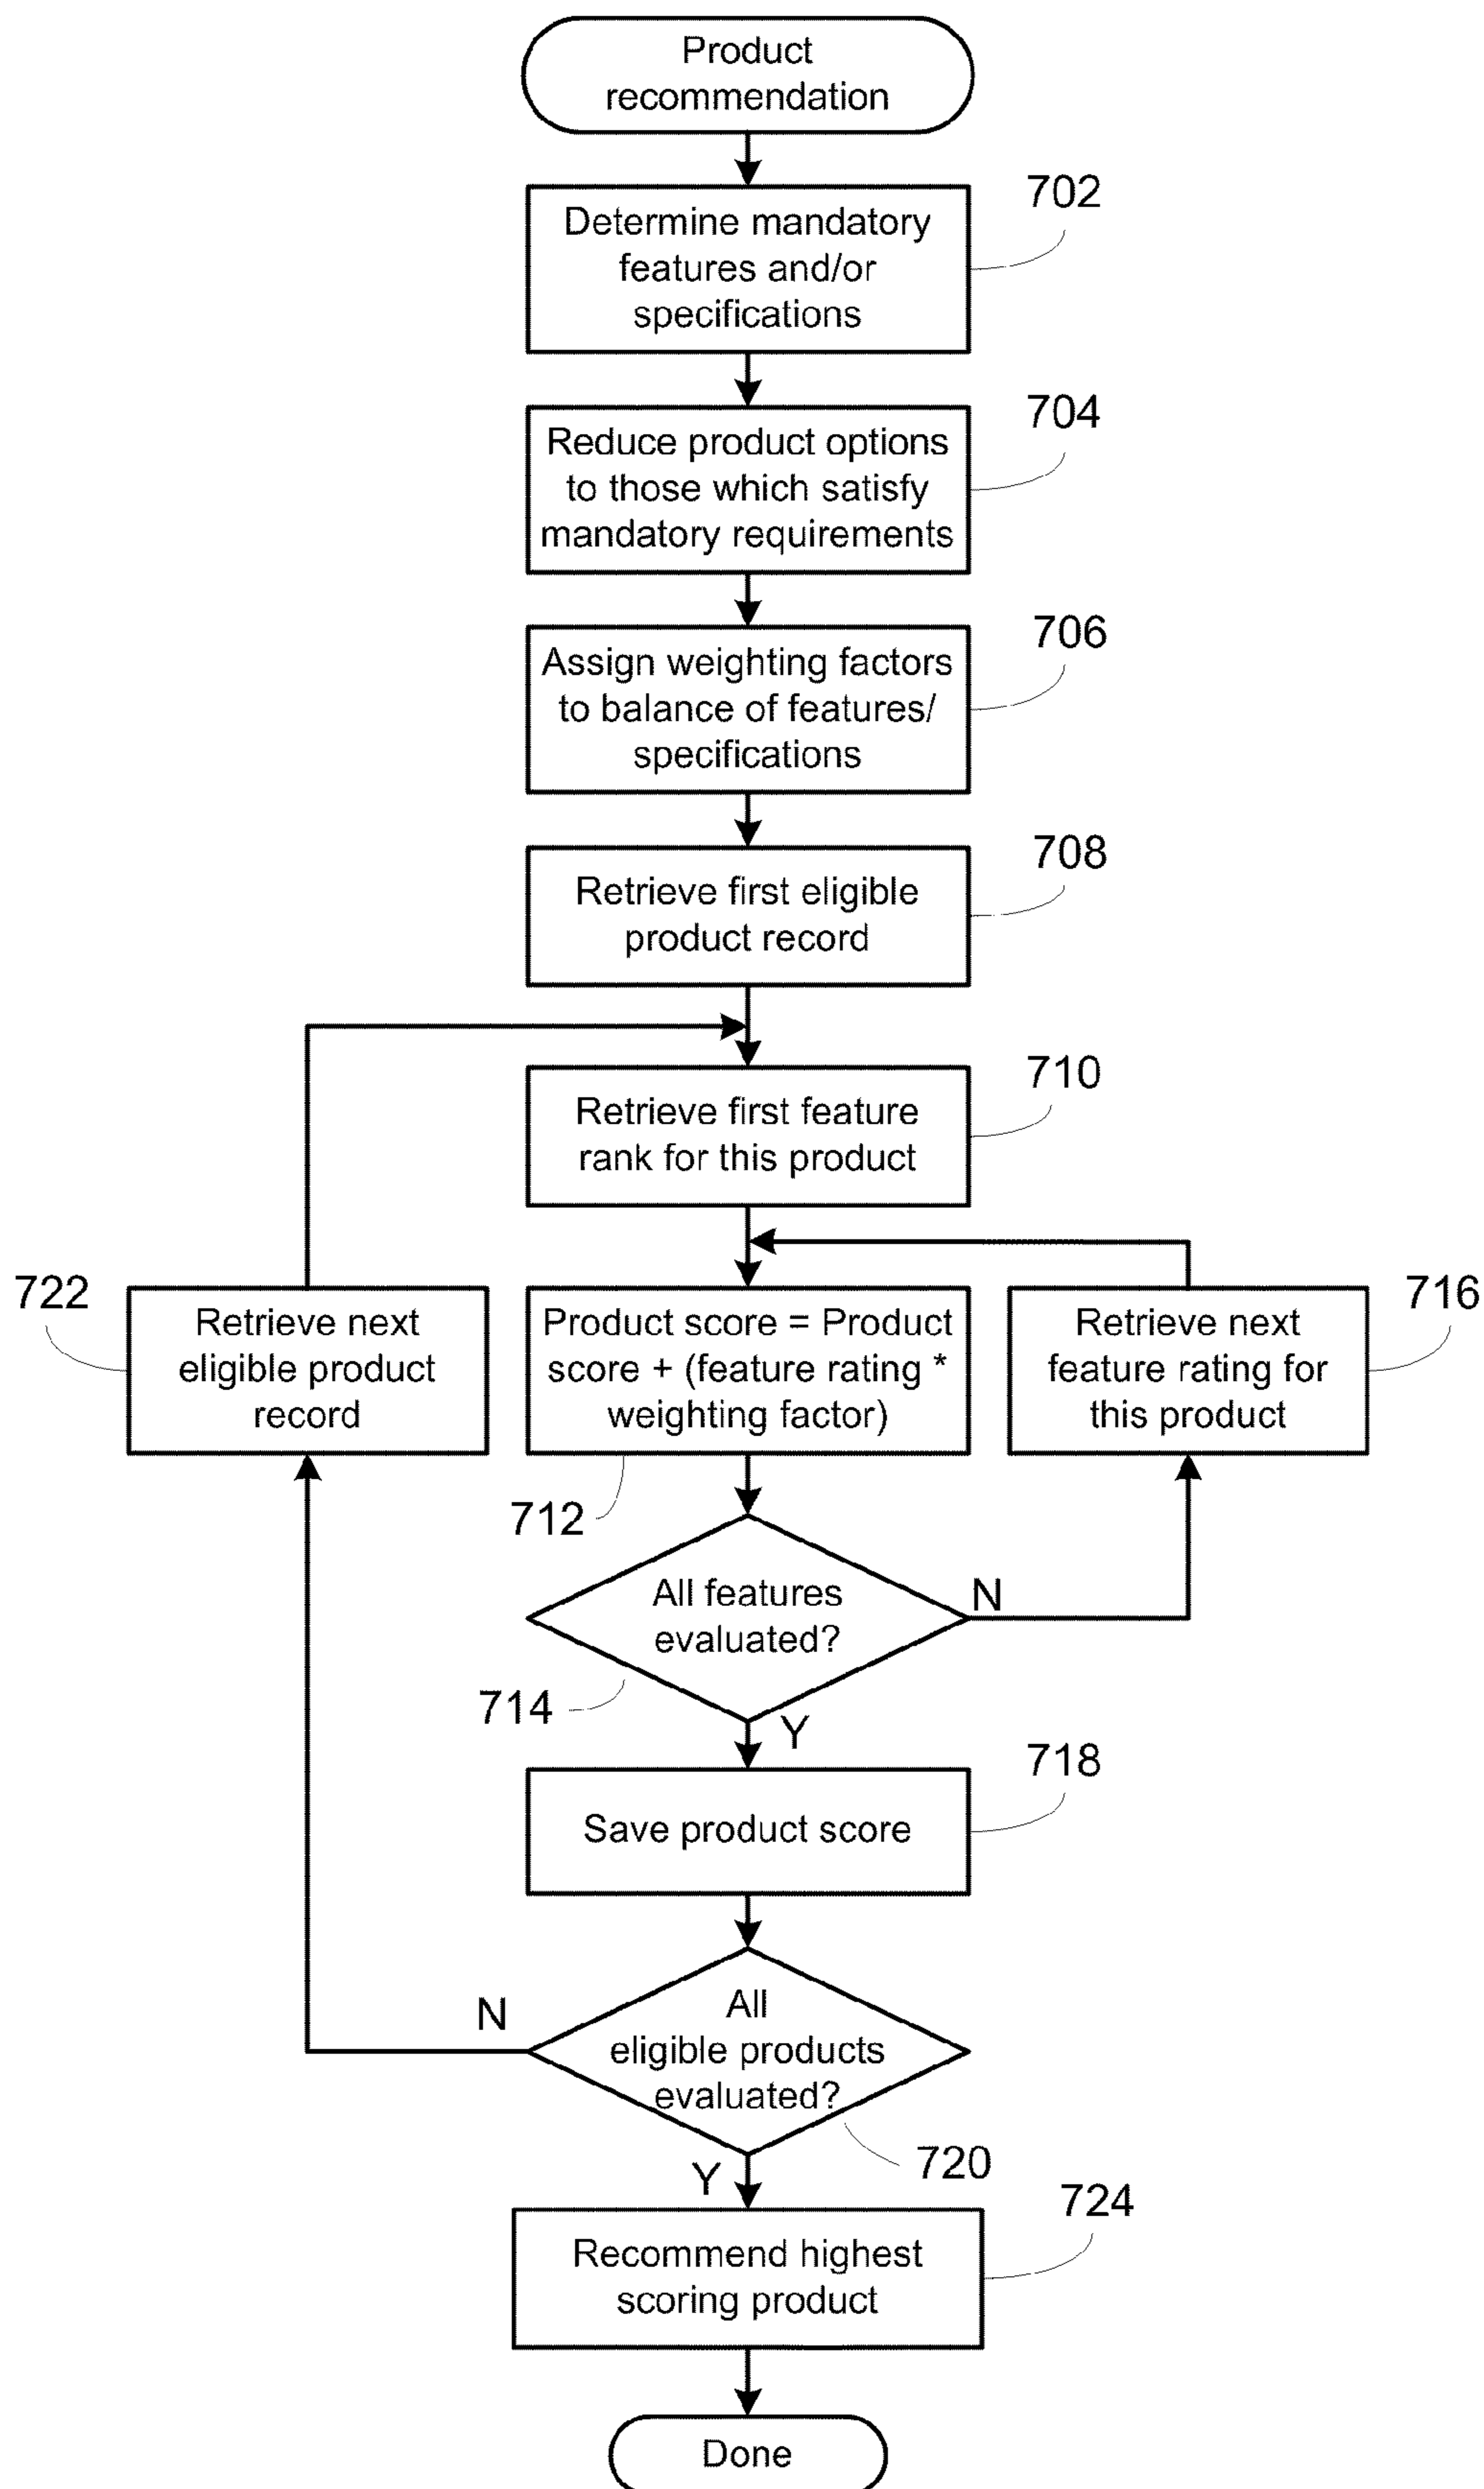 Product
recommendation
702
Determine mandatory
features and/or
specifications
704
Reduce product options
to those which satisfy
mandatory requirements
706
Assign weighting factors
to balance of features/
specifications
708
Retrieve first eligible
product record
710
Retrieve first feature
rank for this product
722
Retrieve next
eligible product
record
Product score = Product
score + (feature rating *
weighting factor)
716
Retrieve next
feature rating for
this product
712
All features
evaluated?
N
714
Y
718
Save product score
N
All
eligible products
evaluated?
720
Y
724
Recommend highest
scoring product
Done